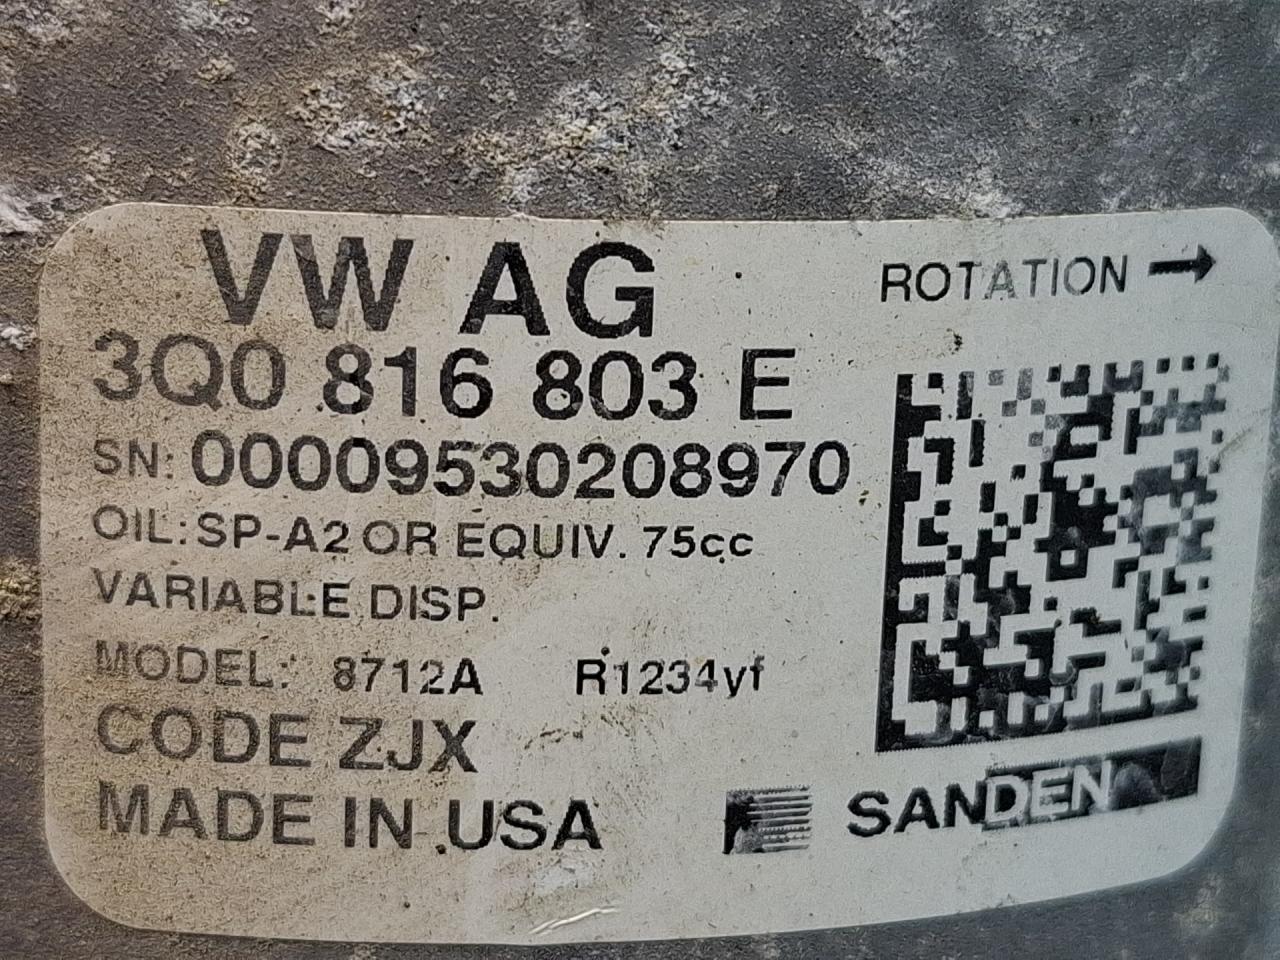 VW AG
ROTATION →
3Q0 816 803 E
SN: 00009530208970
OIL: SP-A2 OR EQUIV. 75cc
VARIABLE DISP.
MODEL: 8712A R1234yf
CODE ZJX
MADE IN USA
SANDEN